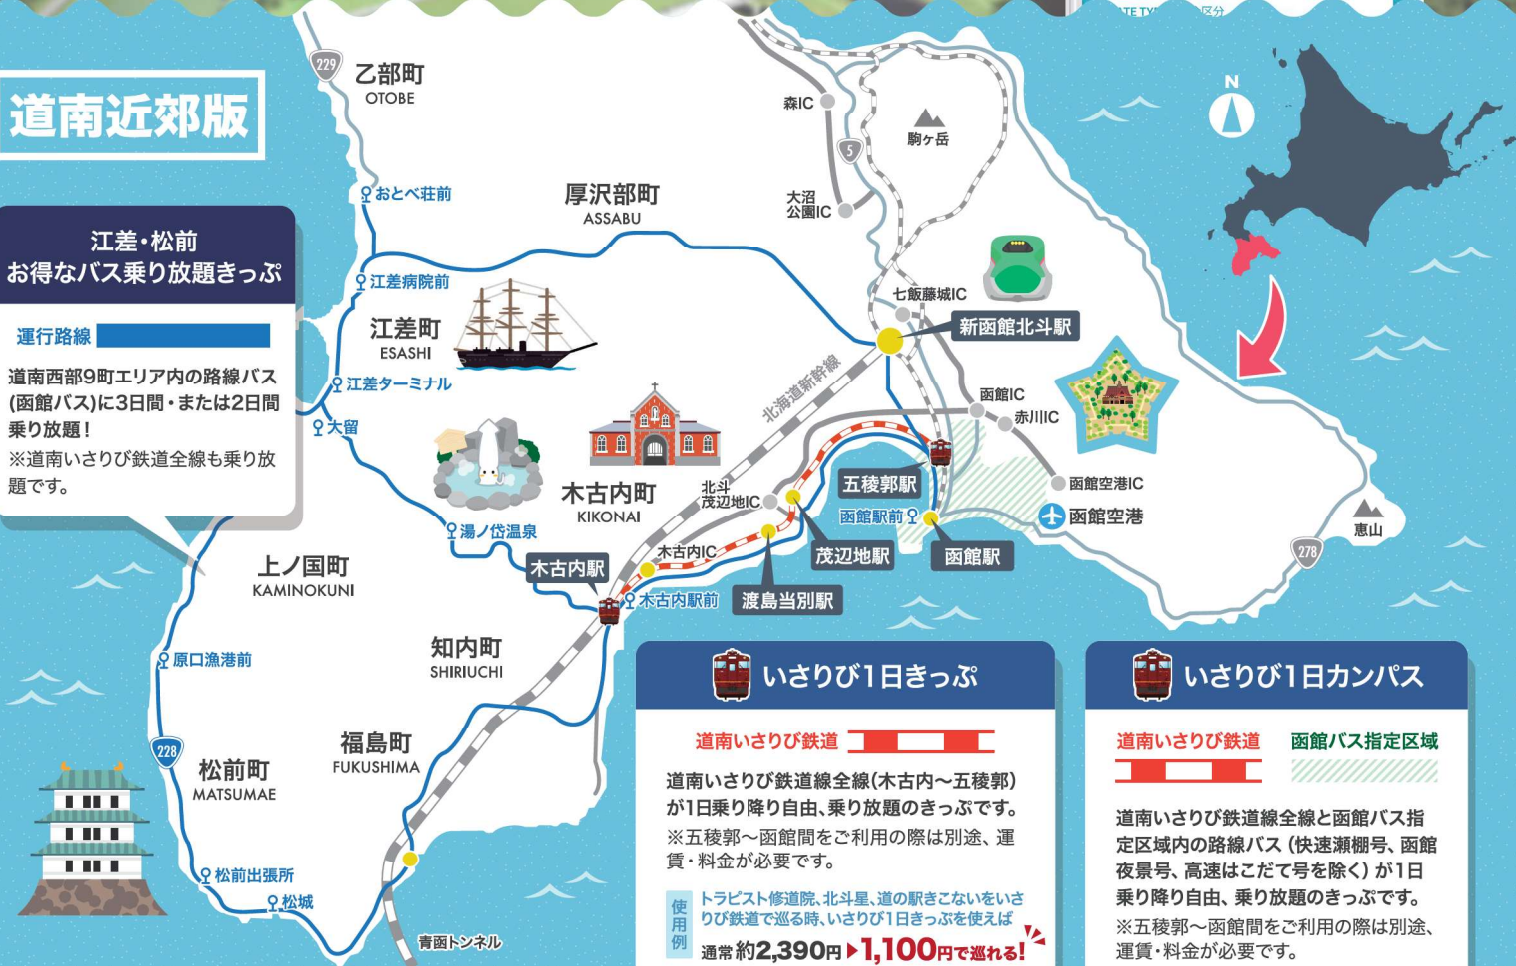 区分
道南近郊版
229
乙部町
OTOBE
おとべ荘前
厚沢部町
ASSABU
森IC
5
駒ヶ岳
大沼
公園IC
N
江差・松前
お得なバス乗り放題きっぷ
運行路線
道南西部9町エリア内の路線バス
(函館バス)に3日間・または2日間
乗り放題!
※道南いさりび鉄道全線も乗り放
題です。
江差病院前
江差町
ESASHI
江差ターミナル
大留
七飯藤城IC
新函館北斗駅
北海道新幹線
函館IC
赤川IC
函館空港IC
函館空港
五稜郭駅
函館駅前
函館駅
北斗
茂辺地IC
茂辺地駅
木古内町
KIKONAI
湯ノ岱温泉
木古内IC
木古内駅
木古内駅前
渡島当別駅
恵山
278
上ノ国町
KAMINOKUNI
原口漁港前
知内町
SHIRIUCHI
228
松前町
MATSUMAE
福島町
FUKUSHIMA
松前出張所
松城
青函トンネル
いさりび1日きっぷ
道南いさりび鉄道
道南いさりび鉄道線全線(木古内〜五稜郭)
が1日乗り降り自由、乗り放題のきっぷです。
※五稜郭〜函館間をご利用の際は別途、運
賃・料金が必要です。
使用例
トラピスト修道院、北斗星、道の駅きこないをいさ
りび鉄道で巡る時、いさりび1日きっぷを使えば
通常約2,390円▶1,100円で巡れる!
いさりび1日カンパス
道南いさりび鉄道 函館バス指定区域
道南いさりび鉄道線全線と函館バス指
定区域内の路線バス(快速瀬棚号、函館
夜景号、高速はこだて号を除く)が1日
乗り降り自由、乗り放題のきっぷです。
※五稜郭〜函館間をご利用の際は別途、
運賃・料金が必要です。